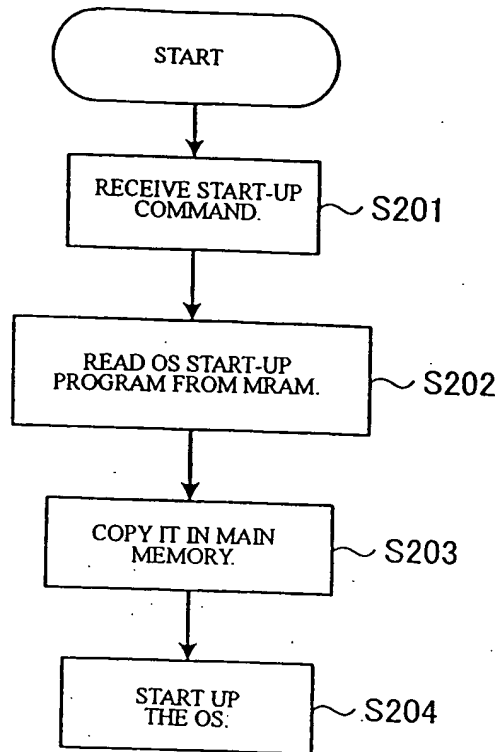 START
RECEIVE START-UP
COMMAND.
S201
READ OS START-UP
PROGRAM FROM MRAM.
S202
COPY IT IN MAIN
MEMORY.
S203
START UP
THE OS.
S204